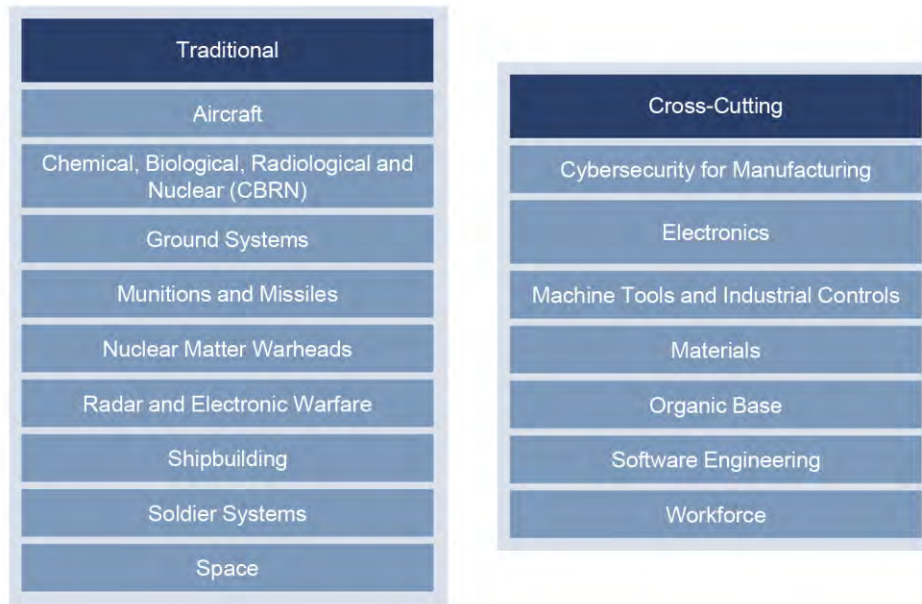 Traditional
Aircraft
Chemical, Biological, Radiological and
Nuclear (CBRN)
Ground Systems
Munitions and Missiles
Nuclear Matter Warheads
Radar and Electronic Warfare
Shipbuilding
Soldier Systems
Space
Cross-Cutting
Cybersecurity for Manufacturing
Electronics
Machine Tools and Industrial Controls
Materials
Organic Base
Software Engineering
Workforce